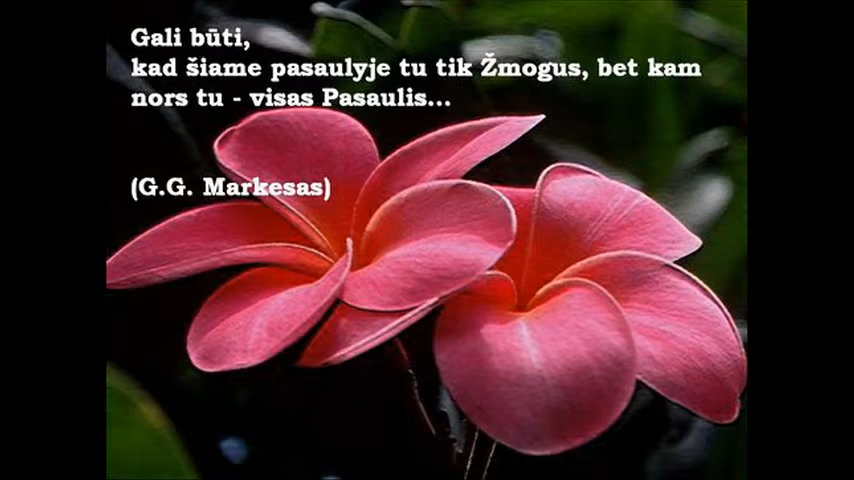 Gali būti,
kad šiame pasaulyje tu tik Žmogus, bet kam
nors tu - visas Pasaulis...
(G.G. Markesas)